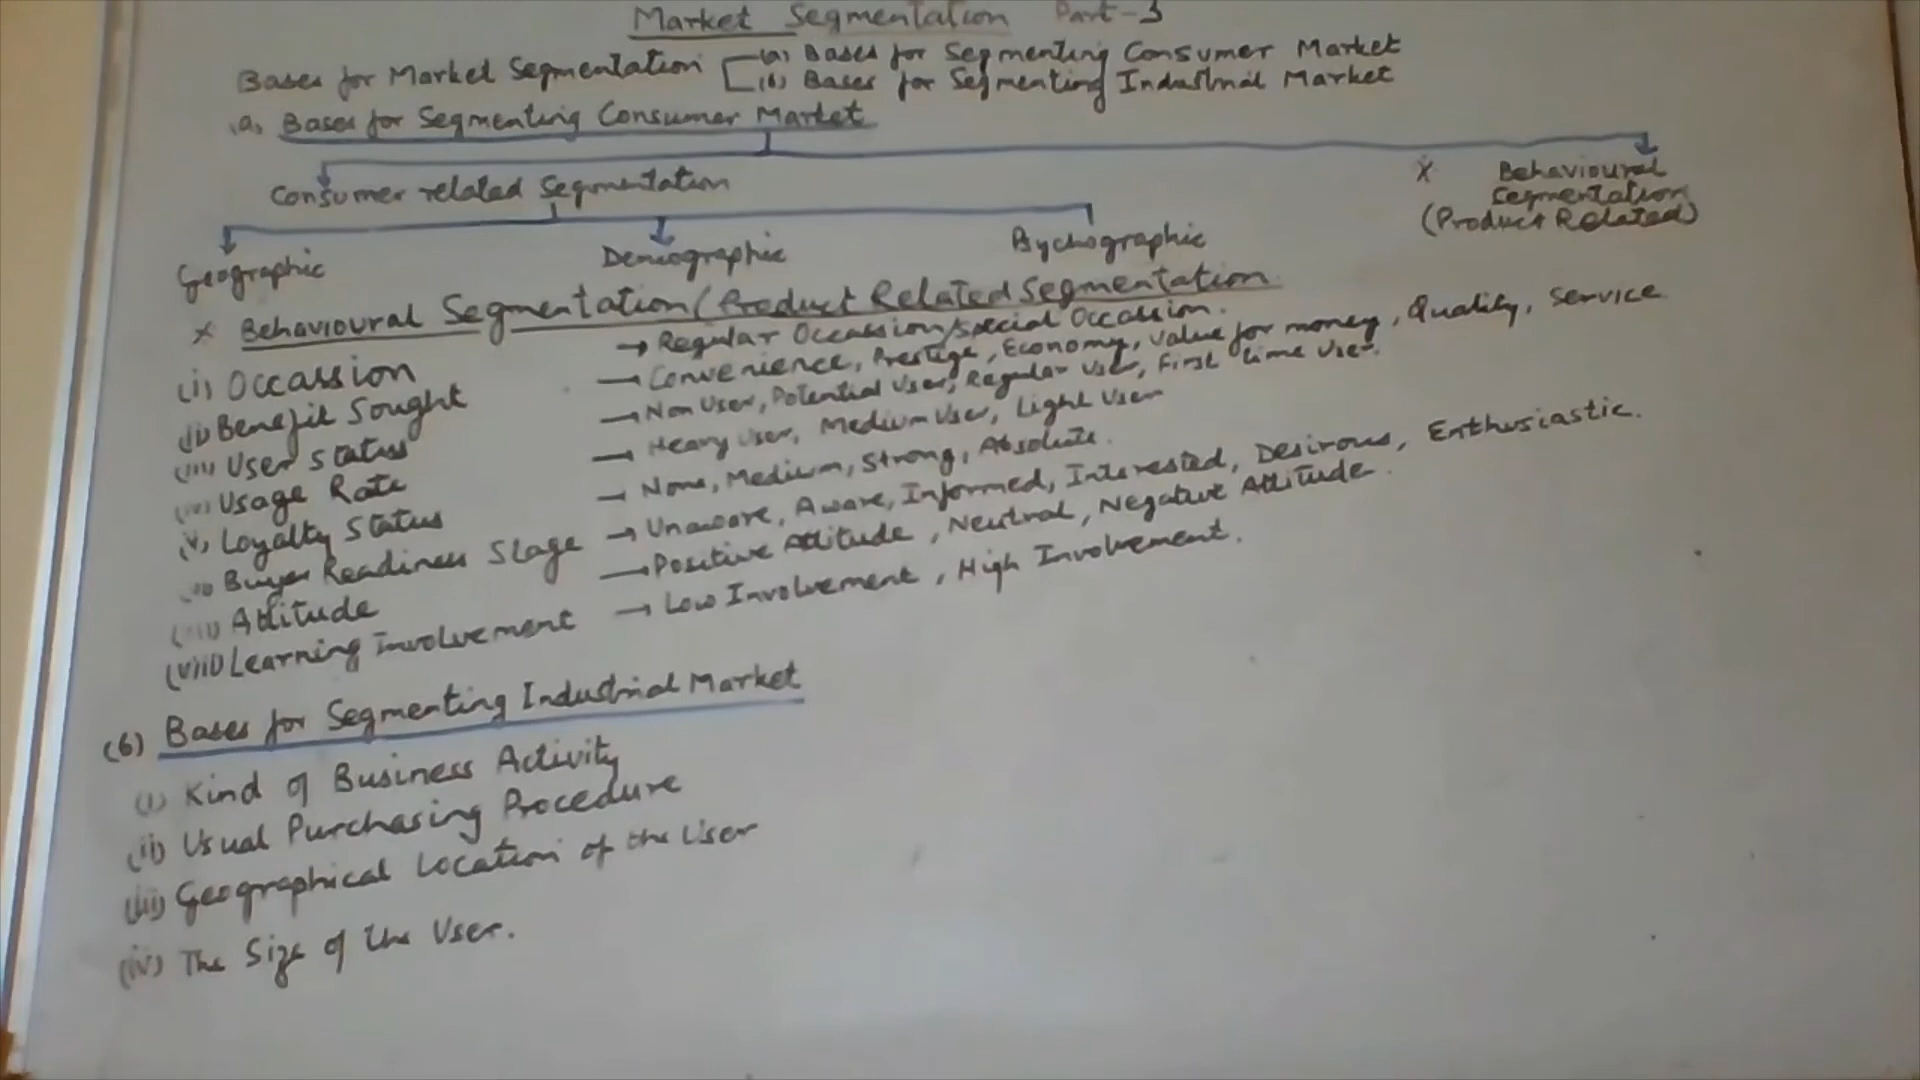 Market Segmentation Part-3
Bases for Market Segmentation (a) Bases for Segmenting Consumer Market
(b) Bases for Segmenting Industrial Market
(a) Bases for Segmenting Consumer Market
Consumer related Segmentation
X Behavioural
Segmentation
(Product Related)
Geographic Demographic Psychographic
X Behavioural Segmentation (Product Related Segmentation
(i) Occassion → Regular Occassion/special Occassion.
(ii) Benefit Sought → Convenience, Prestige, Economy, value for money, Quality, Service
(iii) User Status → Non User, Potential User, Regular User, First time User.
(iv) Usage Rate → Heavy User, Medium User, Light User
(v) Loyalty Status → None, Medium, Strong, Absolute.
(vi) Buyer Readiness Stage → Unaware, Aware, Informed, Interested, Desirous, Enthusiastic.
(vii) Attitude → Positive Attitude, Neutral, Negative Attitude.
(viii) Learning Involvement → Low Involvement, High Involvement.
(b) Bases for Segmenting Industrial Market
(i) Kind of Business Activity
(ii) Usual Purchasing Procedure
(iii) Geographical Location of the User
(iv) The Size of the User.